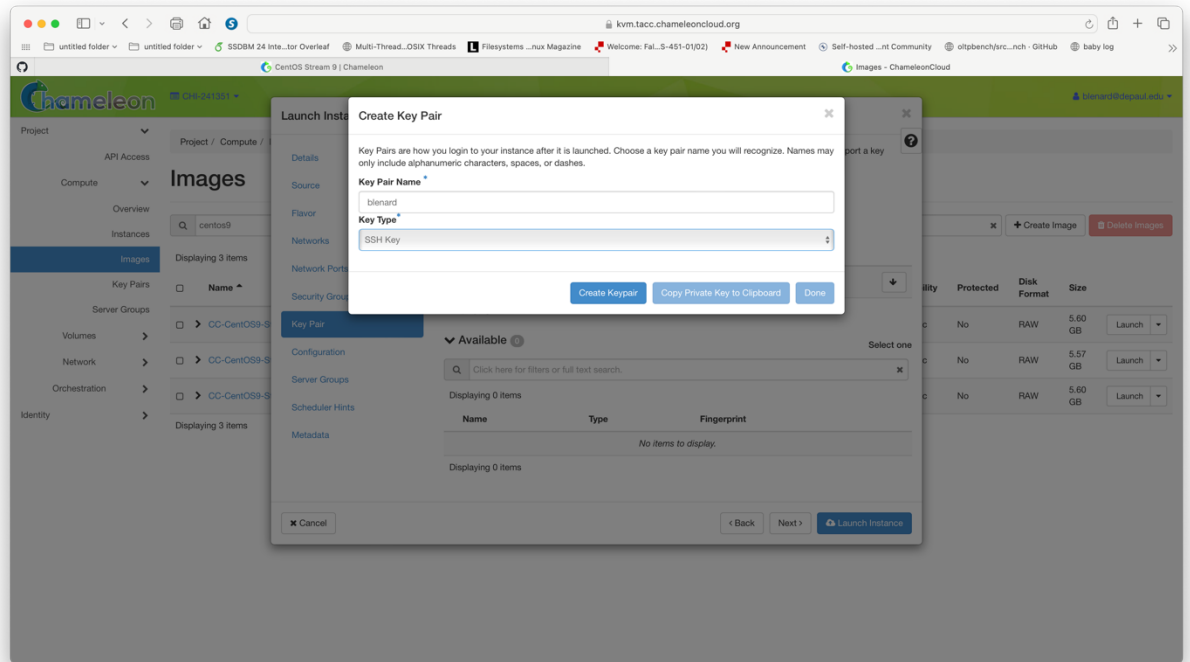 kvm.tacc.chameleoncloud.org
untitled folder untitled folder SSDBM 24 Inte...tor Overleaf Multi-Thread...OSIX Threads Filesystems ...nux Magazine Welcome: Fal...S-451-01/02) New Announcement Self-hosted ...nt Community oltpbench/src...nch · GitHub baby log
CentOS Stream 9 | Chameleon Images - ChameleonCloud
Chameleon CHI-241351 blenard@depaul.edu
Project
API Access
Compute
Overview
Instances
Images
Key Pairs
Server Groups
Volumes
Network
Orchestration
Identity
Project / Compute /
Images
centos9
+ Create Image Delete Images
Displaying 3 items
Name Protected Disk Format Size
CC-CentOS9-S No RAW 5.60 GB Launch
CC-CentOS9-S No RAW 5.57 GB Launch
CC-CentOS9-S No RAW 5.60 GB Launch
Displaying 3 items
Launch Insta
Details
Source
Flavor
Networks
Network Ports
Security Grou
Key Pair
Configuration
Server Groups
Scheduler Hints
Metadata
port a key
Create Key Pair
Key Pairs are how you login to your instance after it is launched. Choose a key pair name you will recognize. Names may
only include alphanumeric characters, spaces, or dashes.
Key Pair Name *
blenard
Key Type *
SSH Key
Create Keypair Copy Private Key to Clipboard Done
Available 0 Select one
Click here for filters or full text search.
Displaying 0 items
Name Type Fingerprint
No items to display.
Displaying 0 items
Cancel < Back Next > Launch Instance